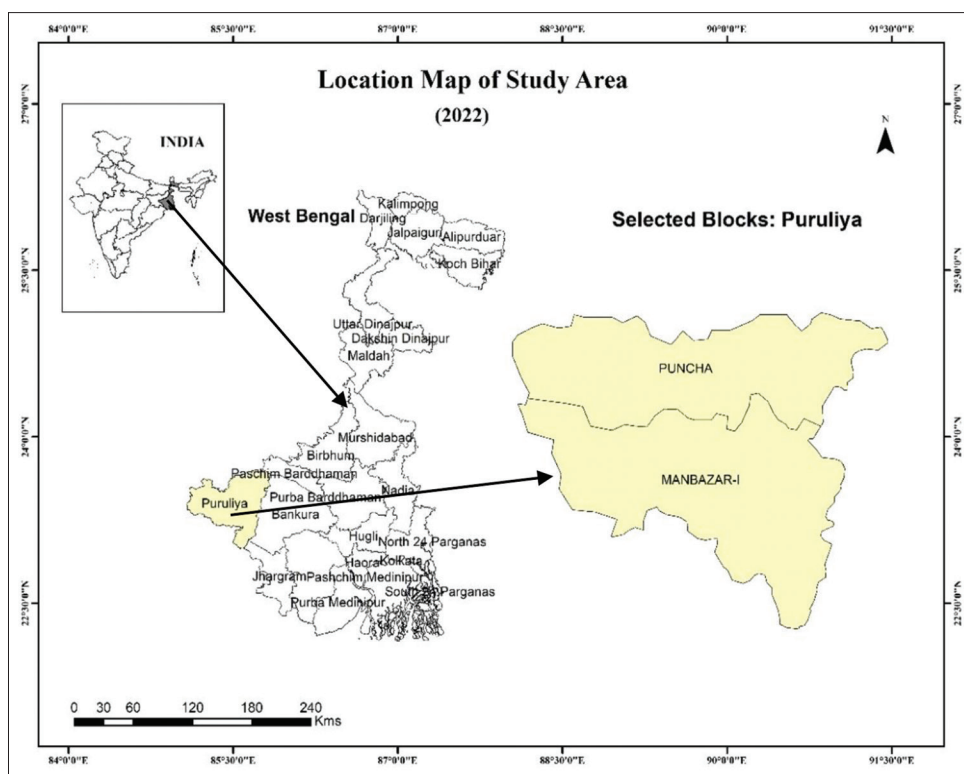 84°0'0"E 85°30'0"E 87°0'0"E 88°30'0"E 90°0'0"E 91°30'0"E
Location Map of Study Area
(2022)
27°0'0"N 27°0'0"N
N
INDIA
West Bengal
Selected Blocks: Puruliya
Kalimpong
Darjiling
Jalpaiguri
Alipurduar
Koch Bihar
25°30'0"N 25°30'0"N
Uttar Dinajpur
Dakshin Dinajpur
Maldah
PUNCHA
24°0'0"N 24°0'0"N
Murshidabad
Birbhum
Paschim Barddhaman
MANBAZAR-I
Nadia
Purba Barddhaman
Puruliya
Bankura
Hugli
North 24 Parganas
Haora
Kolkata
Jhargram
Pashchim Medinipur
South 24 Parganas
Purba Medinipur
22°30'0"N 22°30'0"N
0 30 60 120 180 240
Kms
84°0'0"E 85°30'0"E 87°0'0"E 88°30'0"E 90°0'0"E 91°30'0"E